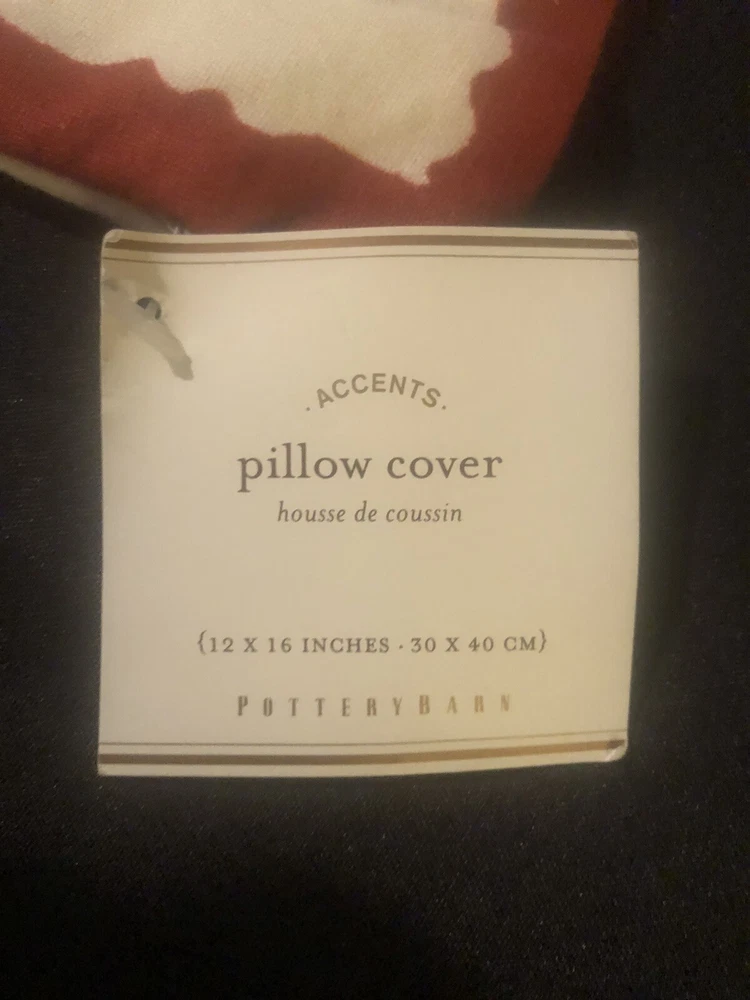 · ACCENTS ·
pillow cover
housse de coussin
{12 X 16 INCHES · 30 X 40 CM}
POTTERYBARN